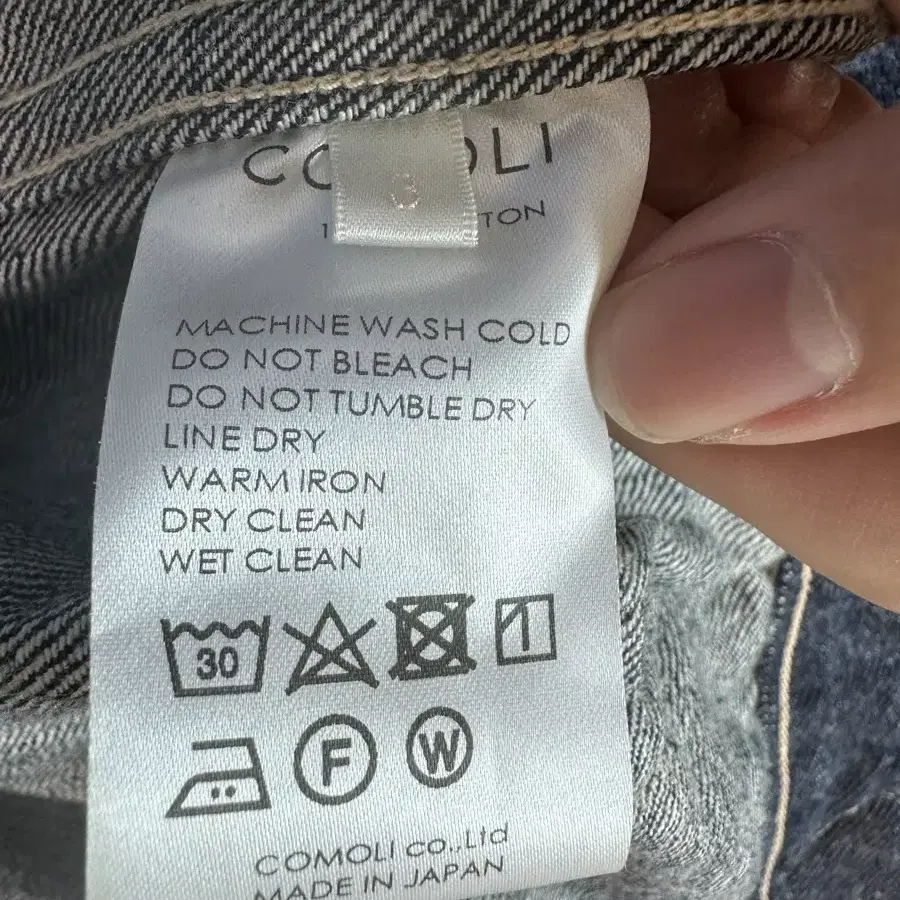 3
MACHINE WASH COLD
DO NOT BLEACH
DO NOT TUMBLE DRY
LINE DRY
WARM IRON
DRY CLEAN
WET CLEAN
30
F W
COMOLI co.,Ltd
MADE IN JAPAN